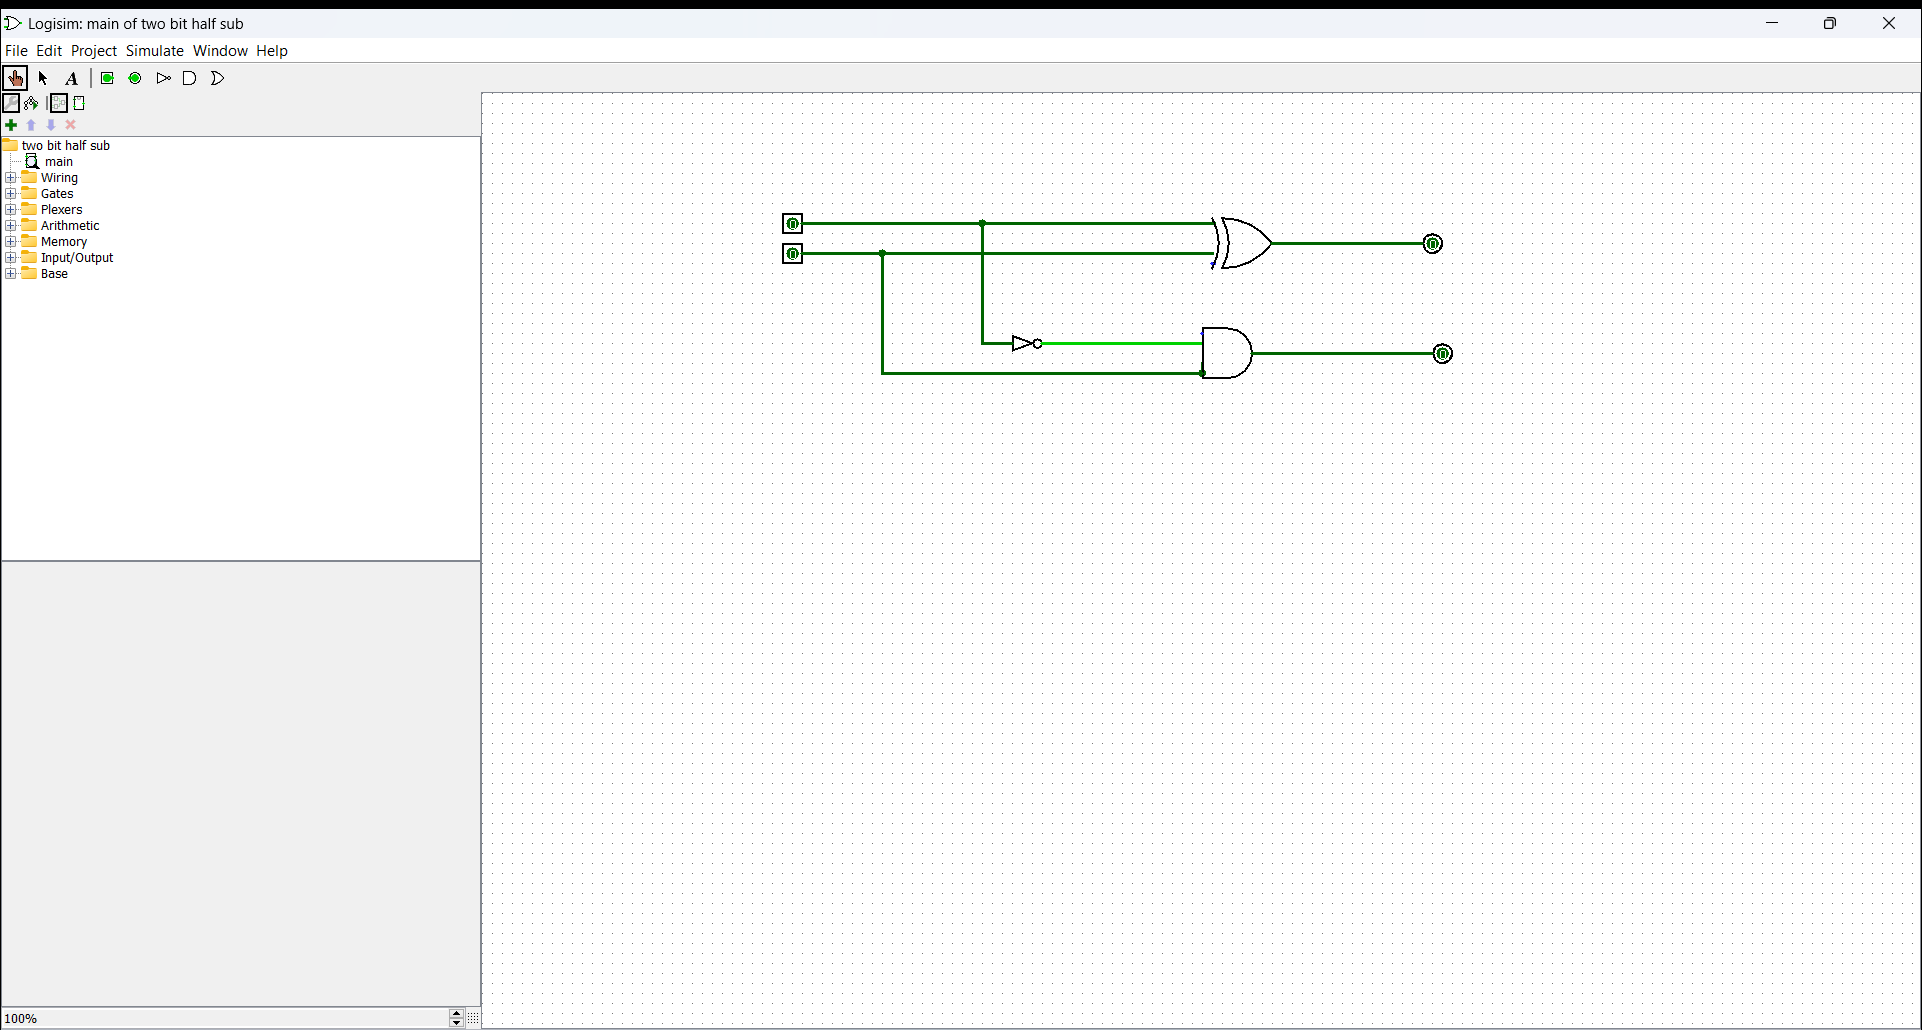 Logisim: main of two bit half sub
File Edit Project Simulate Window Help
A
two bit half sub
main
Wiring
Gates
Plexers
Arithmetic
Memory
Input/Output
Base
0
0
0
0
100%